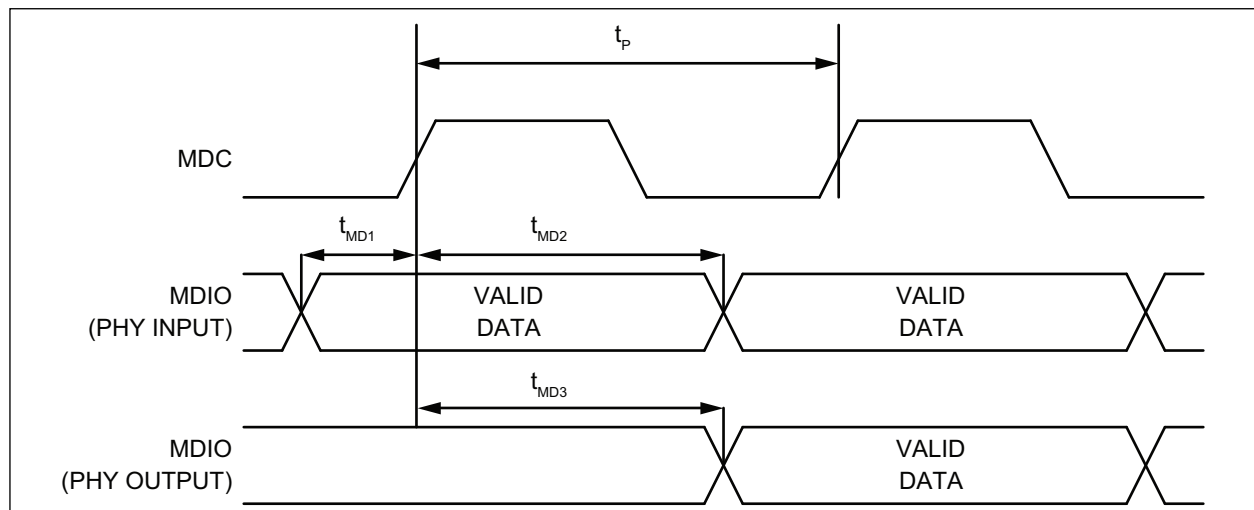 tP
MDC
tMD1
tMD2
MDIO
(PHY INPUT)
VALID
DATA
VALID
DATA
tMD3
MDIO
(PHY OUTPUT)
VALID
DATA